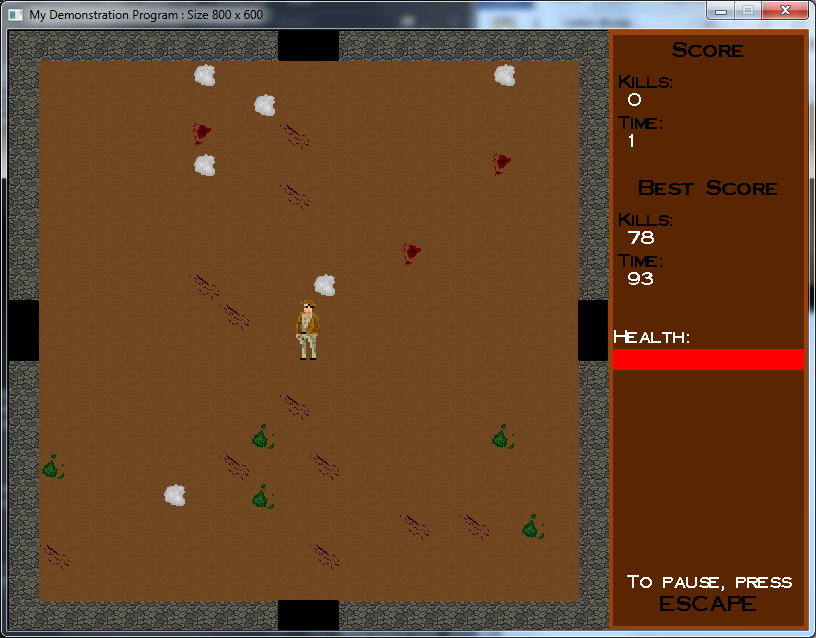 My Demonstration Program : Size 800 x 600
Score
Kills:
0
Time:
1
Best Score
Kills:
78
Time:
93
Health:
To pause, press
ESCAPE